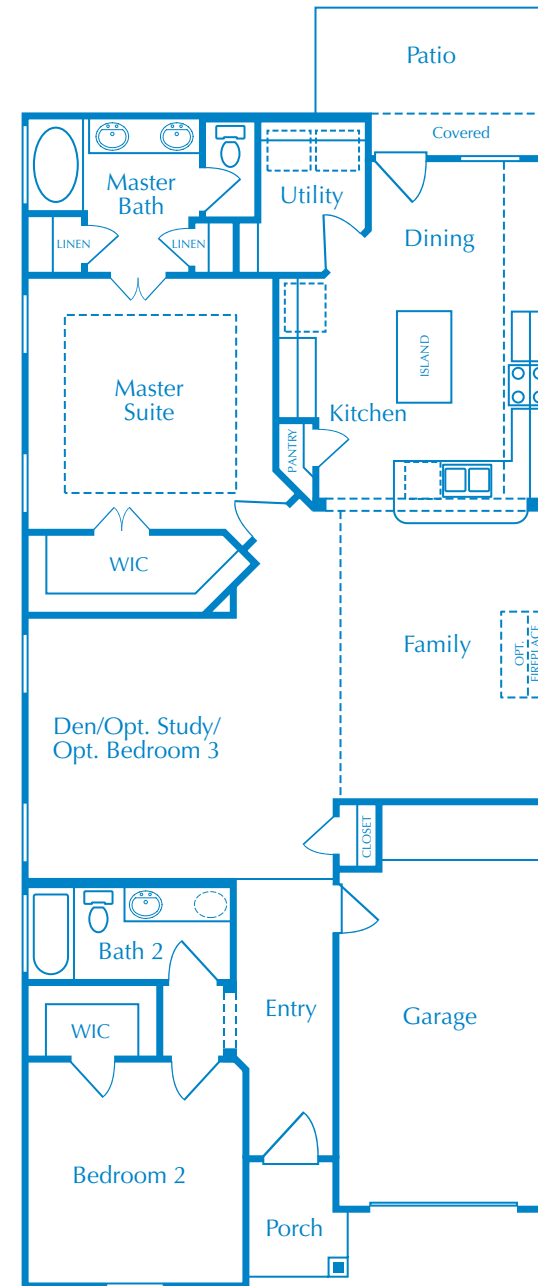 Patio
Covered
Master
Bath
Utility
LINEN
LINEN
Dining
ISLAND
Master
Suite
Kitchen
PANTRY
WIC
Family
OPT.
FIREPLACE
Den/Opt. Study/
Opt. Bedroom 3
CLOSET
Bath 2
Entry
Garage
WIC
Bedroom 2
Porch